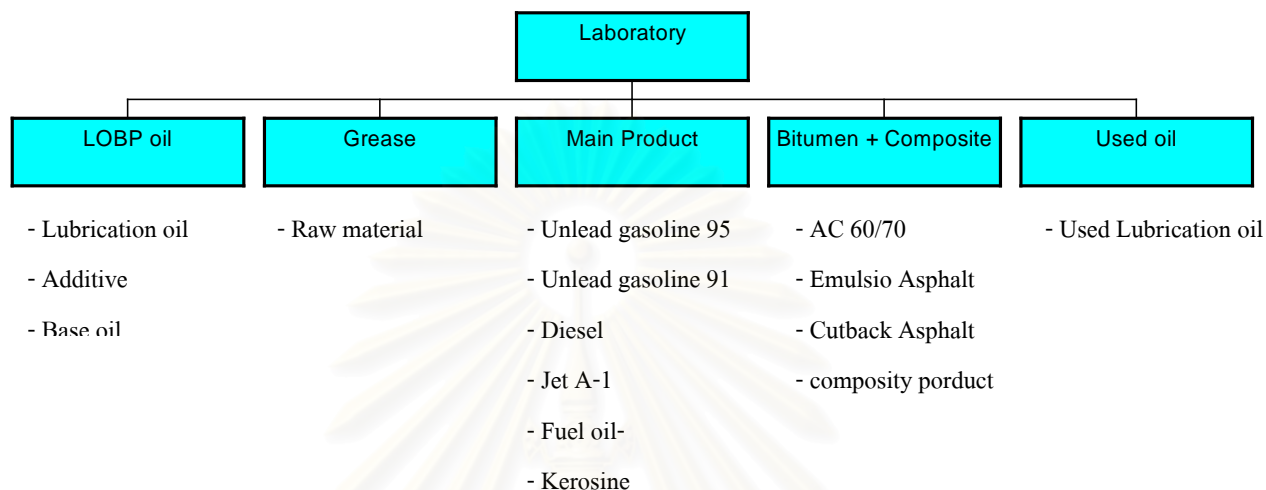 Laboratory
LOBP oil
Grease
Main Product
Bitumen + Composite
Used oil
- Lubrication oil
- Additive
- Base oil
- Raw material
- Unlead gasoline 95
- Unlead gasoline 91
- Diesel
- Jet A-1
- Fuel oil-
- Kerosine
- AC 60/70
- Emulsio Asphalt
- Cutback Asphalt
- composity porduct
- Used Lubrication oil